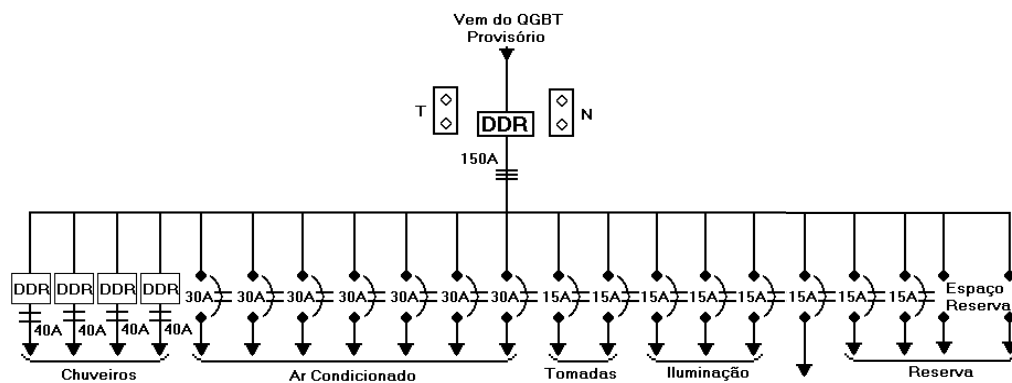 Vem do QGBT
Provisório
T
DDR
N
150A
DDR DDR DDR DDR
40A 40A 40A 40A
30A 30A 30A 30A 30A 30A 30A 15A 15A 15A 15A 15A 15A 15A 15A
Espaço
Reserva
Chuveiros
Ar Condicionado
Tomadas
Iluminação
Reserva